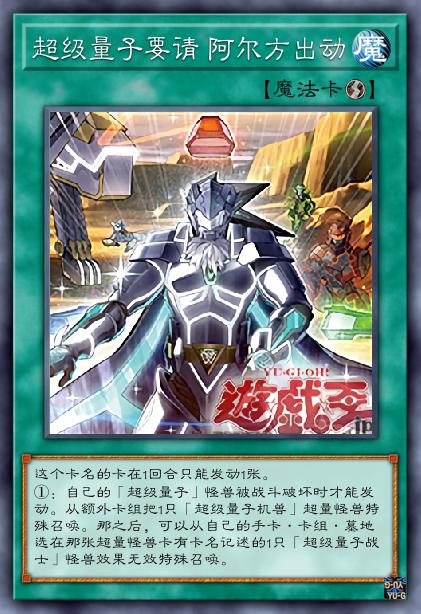 超级量子要请 阿尔方出动 魔
【魔法卡】
YU-GI-OH!
遊戯王
jp
这个卡名的卡在1回合只能发动1张。
①：自己的「超级量子」怪兽被战斗破坏时才能发
动。从额外卡组把1只「超级量子机兽」超量怪兽特
殊召唤。那之后，可以从自己的手卡·卡组·墓地
选在那张超量怪兽卡有卡名记述的1只「超级量子战
士」怪兽效果无效特殊召唤。
YU-G